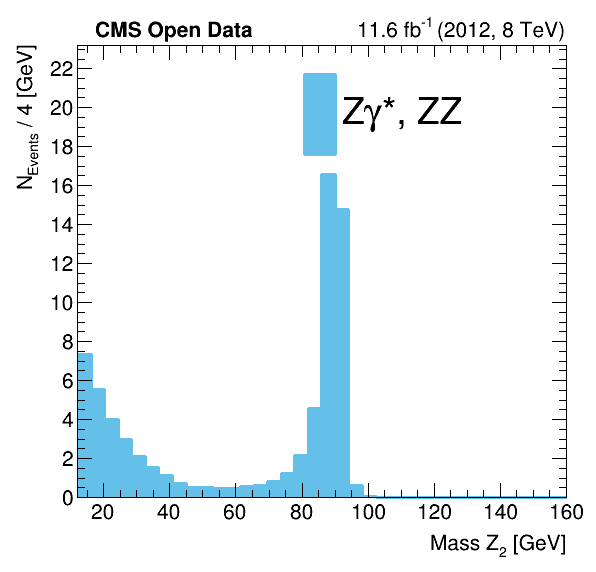 CMS Open Data
11.6 fb⁻¹ (2012, 8 TeV)
N_Events / 4 [GeV]
22
20
18
16
14
12
10
8
6
4
2
0
Zγ*, ZZ
20 40 60 80 100 120 140 160
Mass Z₂ [GeV]